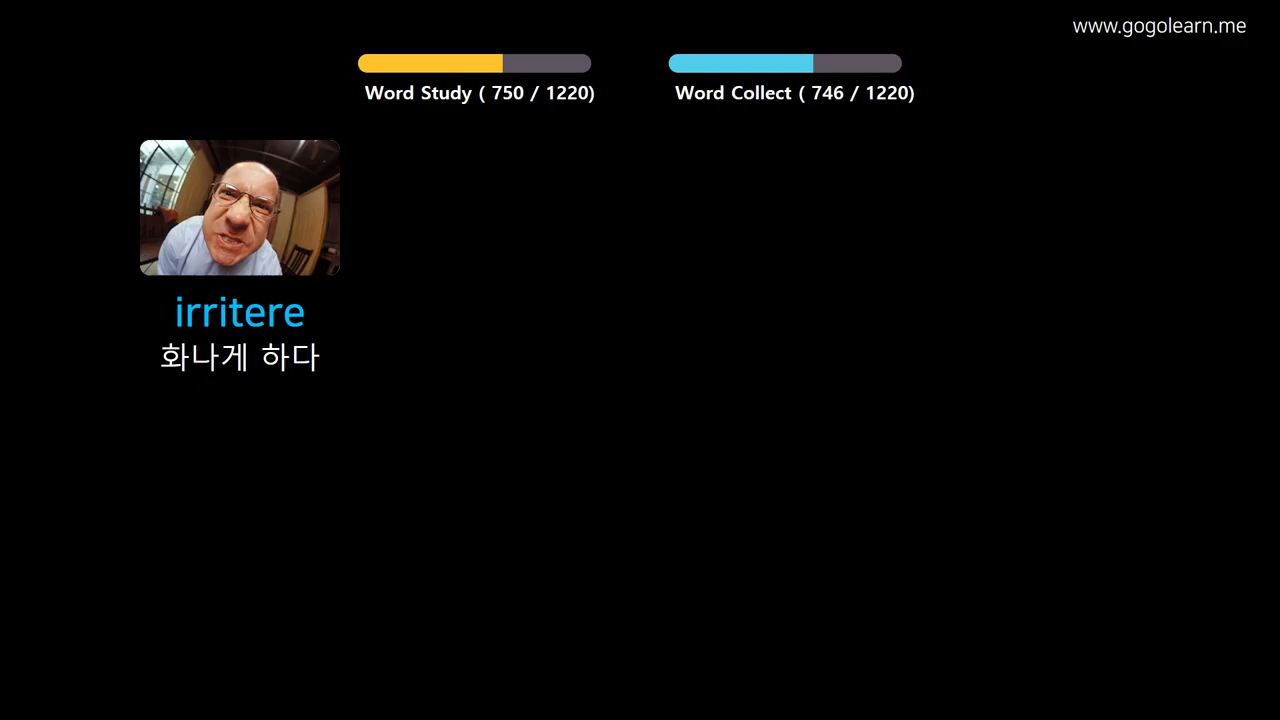 www.gogolearn.me
Word Study ( 750 / 1220)
Word Collect ( 746 / 1220)
irritere
화나게 하다